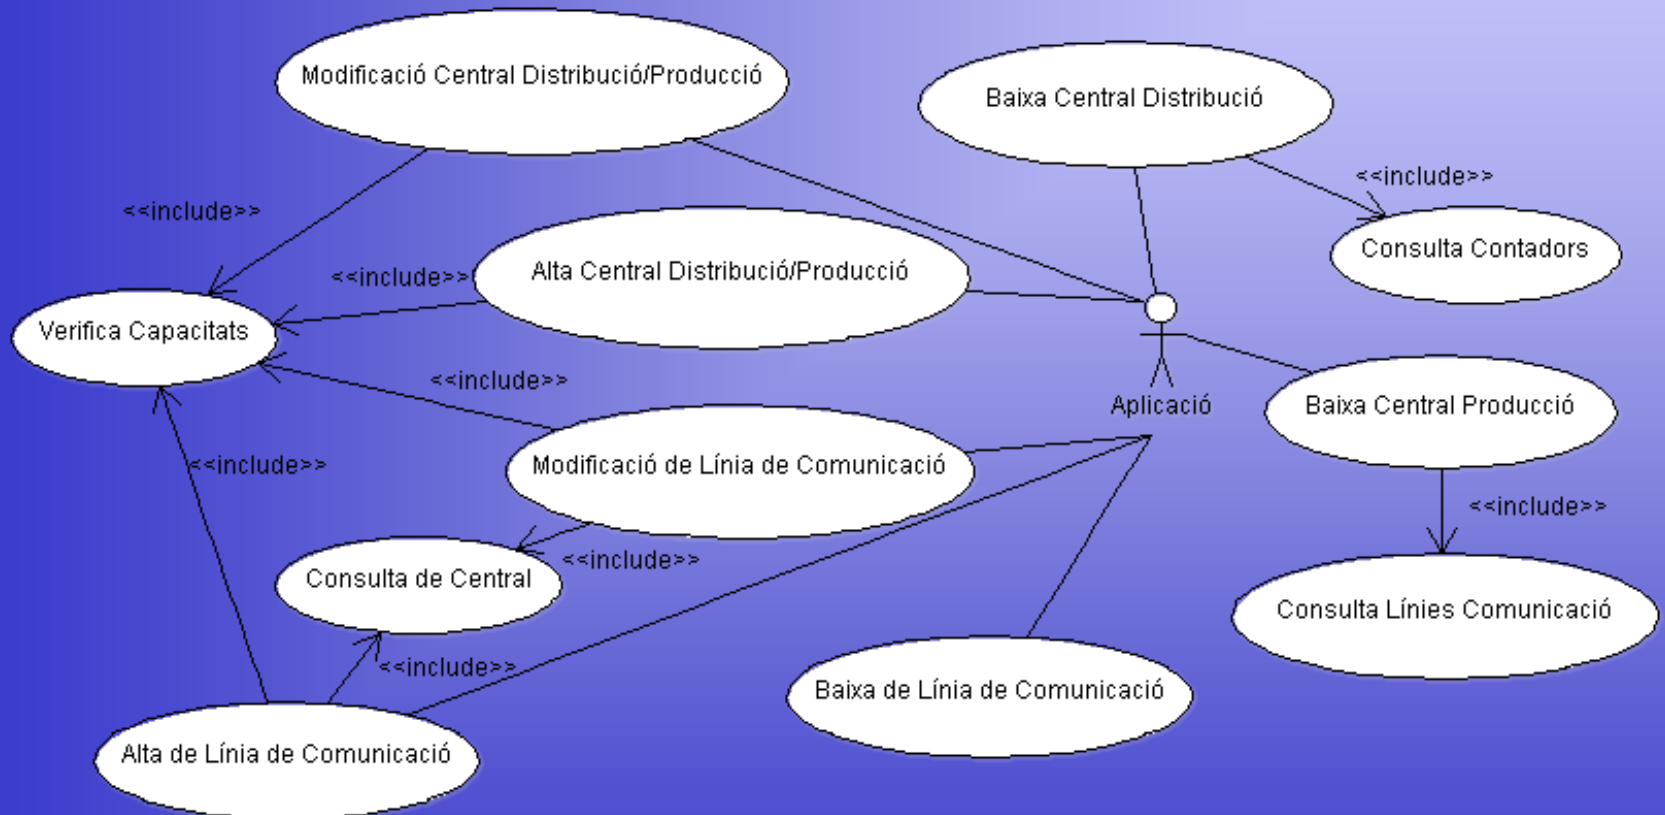 Modificació Central Distribució/Producció
Baixa Central Distribució
<<include>>
<<include>>
Consulta Contadors
Alta Central Distribució/Producció
<<include>>
Verifica Capacitats
<<include>>
Aplicació
Baixa Central Producció
Modificació de Línia de Comunicació
<<include>>
<<include>>
<<include>>
Consulta de Central
Consulta Línies Comunicació
<<include>>
Baixa de Línia de Comunicació
Alta de Línia de Comunicació